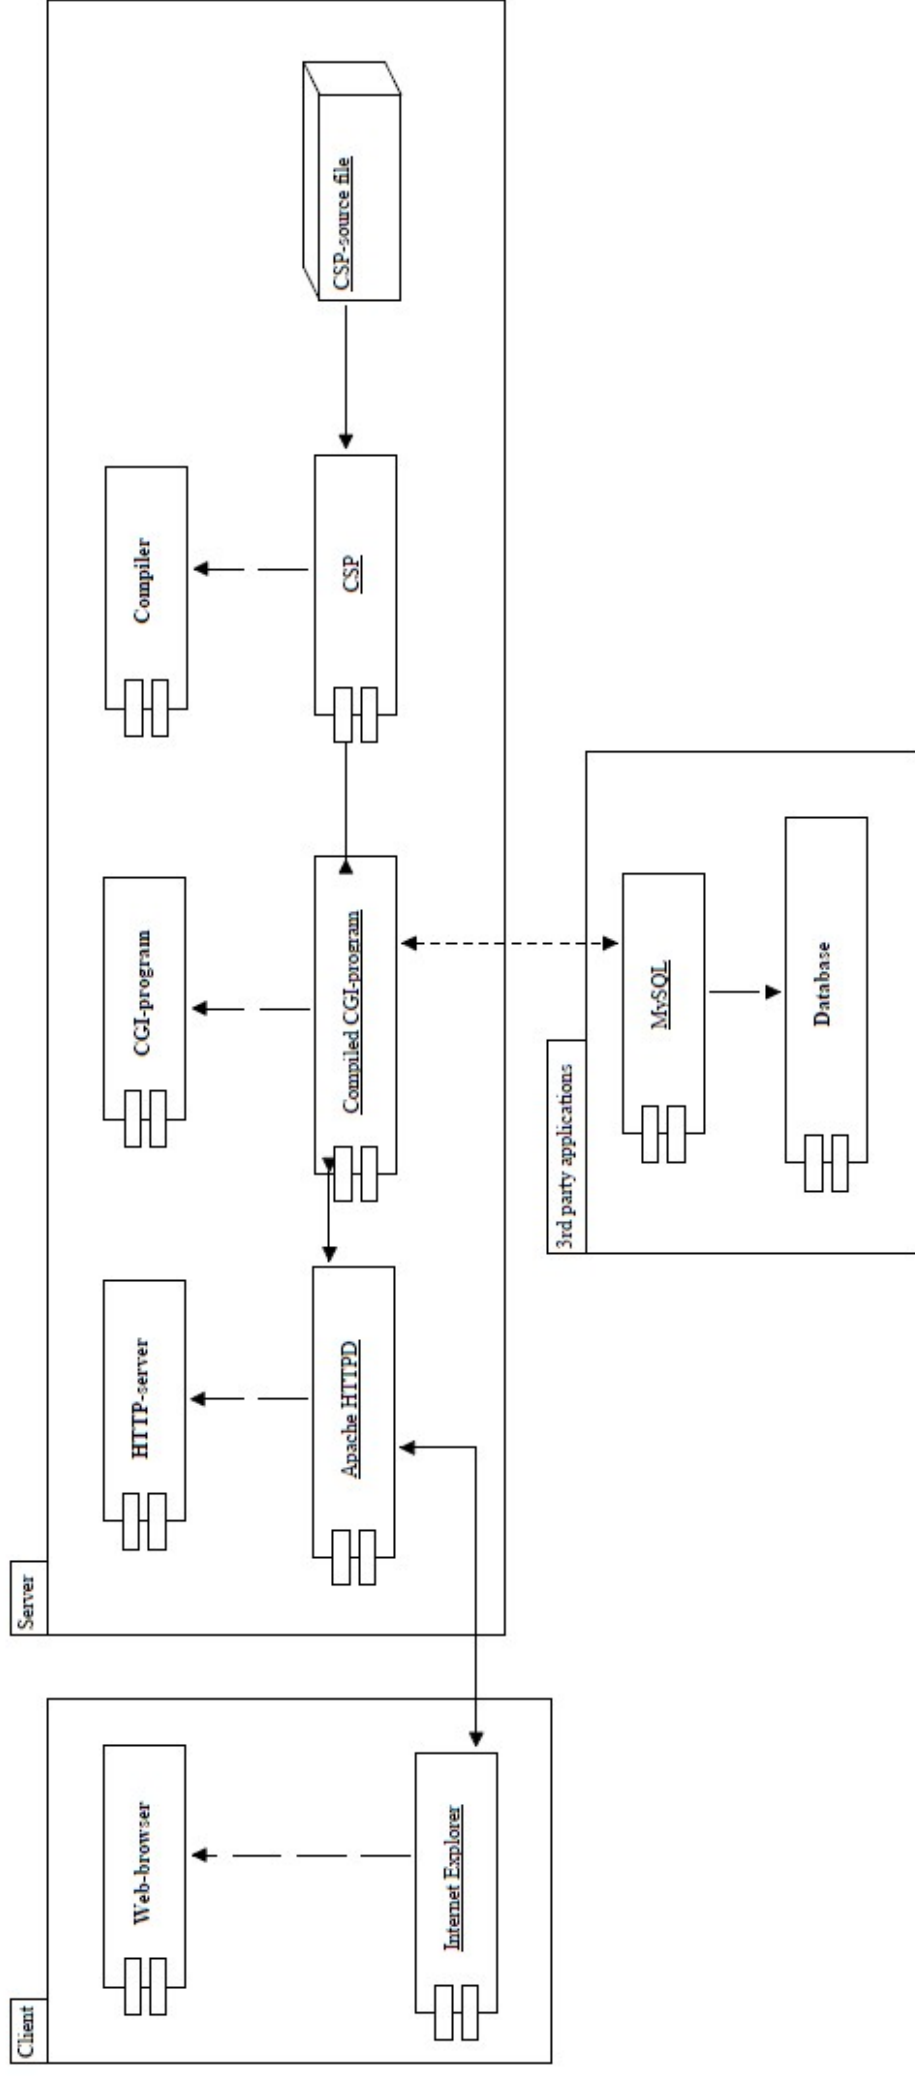 Client
Web-browser
Internet Explorer
Server
HTTP-server
CGI-program
Compiler
Apache HTTPD
Compiled CGI-program
CSP
CSP-source file
3rd party applications
MySQL
Database